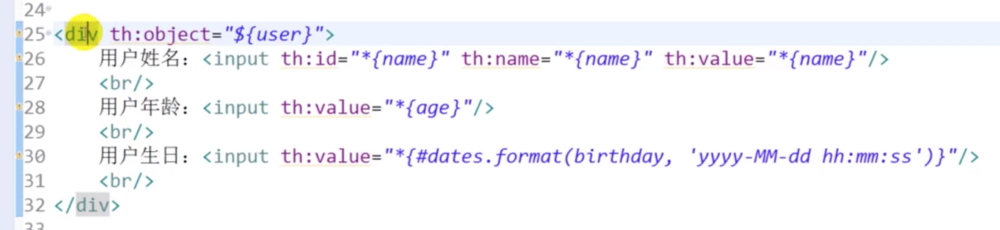 24
25 <div th:object="${user}">
26 用户姓名：<input th:id="*{name}" th:name="*{name}" th:value="*{name}"/>
27 <br/>
28 用户年龄：<input th:value="*{age}"/>
29 <br/>
30 用户生日：<input th:value="*{#dates.format(birthday, 'yyyy-MM-dd hh:mm:ss')}"/>
31 <br/>
32 </div>
33